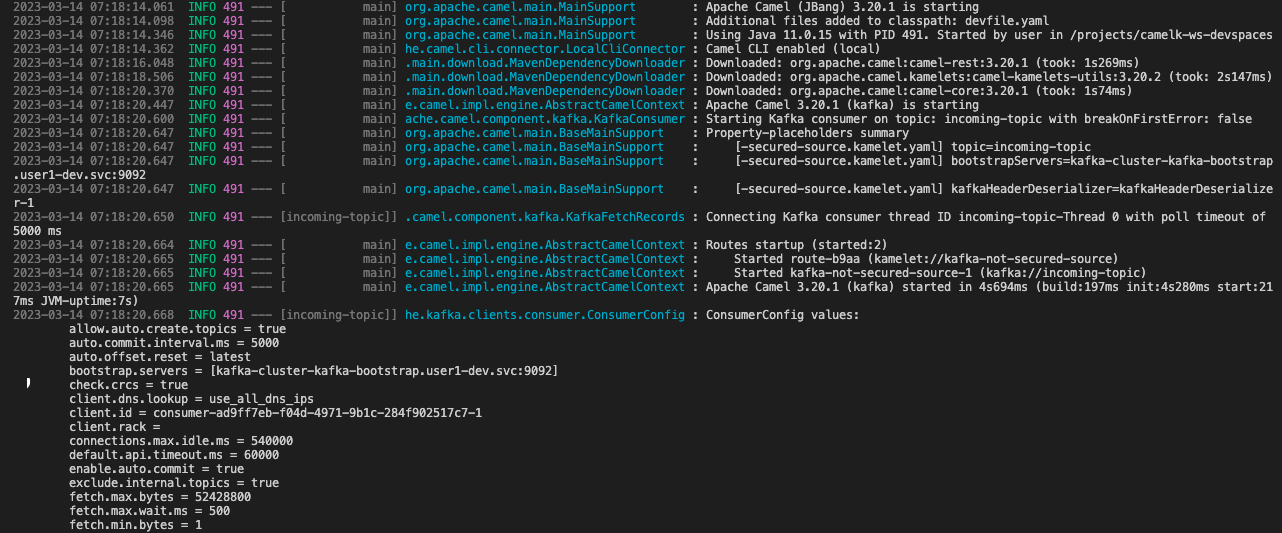 2023-03-14 07:18:14.061  INFO 491 --- [           main] org.apache.camel.main.MainSupport        : Apache Camel (JBang) 3.20.1 is starting
2023-03-14 07:18:14.098  INFO 491 --- [           main] org.apache.camel.main.MainSupport        : Additional files added to classpath: devfile.yaml
2023-03-14 07:18:14.346  INFO 491 --- [           main] org.apache.camel.main.MainSupport        : Using Java 11.0.15 with PID 491. Started by user in /projects/camelk-ws-devspaces
2023-03-14 07:18:14.362  INFO 491 --- [           main] he.camel.cli.connector.LocalCliConnector : Camel CLI enabled (local)
2023-03-14 07:18:16.048  INFO 491 --- [           main] .main.download.MavenDependencyDownloader : Downloaded: org.apache.camel:camel-rest:3.20.1 (took: 1s269ms)
2023-03-14 07:18:18.506  INFO 491 --- [           main] .main.download.MavenDependencyDownloader : Downloaded: org.apache.camel.kamelets:camel-kamelets-utils:3.20.2 (took: 2s147ms)
2023-03-14 07:18:20.370  INFO 491 --- [           main] .main.download.MavenDependencyDownloader : Downloaded: org.apache.camel:camel-core:3.20.1 (took: 1s74ms)
2023-03-14 07:18:20.447  INFO 491 --- [           main] e.camel.impl.engine.AbstractCamelContext : Apache Camel 3.20.1 (kafka) is starting
2023-03-14 07:18:20.600  INFO 491 --- [           main] ache.camel.component.kafka.KafkaConsumer : Starting Kafka consumer on topic: incoming-topic with breakOnFirstError: false
2023-03-14 07:18:20.647  INFO 491 --- [           main] org.apache.camel.main.BaseMainSupport    : Property-placeholders summary
2023-03-14 07:18:20.647  INFO 491 --- [           main] org.apache.camel.main.BaseMainSupport    :     [-secured-source.kamelet.yaml] topic=incoming-topic
2023-03-14 07:18:20.647  INFO 491 --- [           main] org.apache.camel.main.BaseMainSupport    :     [-secured-source.kamelet.yaml] bootstrapServers=kafka-cluster-kafka-bootstrap
.user1-dev.svc:9092
2023-03-14 07:18:20.647  INFO 491 --- [           main] org.apache.camel.main.BaseMainSupport    :     [-secured-source.kamelet.yaml] kafkaHeaderDeserializer=kafkaHeaderDeserialize
r-1
2023-03-14 07:18:20.650  INFO 491 --- [incoming-topic]] .camel.component.kafka.KafkaFetchRecords : Connecting Kafka consumer thread ID incoming-topic-Thread 0 with poll timeout of
5000 ms
2023-03-14 07:18:20.664  INFO 491 --- [           main] e.camel.impl.engine.AbstractCamelContext : Routes startup (started:2)
2023-03-14 07:18:20.665  INFO 491 --- [           main] e.camel.impl.engine.AbstractCamelContext :     Started route-b9aa (kamelet://kafka-not-secured-source)
2023-03-14 07:18:20.665  INFO 491 --- [           main] e.camel.impl.engine.AbstractCamelContext :     Started kafka-not-secured-source-1 (kafka://incoming-topic)
2023-03-14 07:18:20.665  INFO 491 --- [           main] e.camel.impl.engine.AbstractCamelContext : Apache Camel 3.20.1 (kafka) started in 4s694ms (build:197ms init:4s280ms start:21
7ms JVM-uptime:7s)
2023-03-14 07:18:20.668  INFO 491 --- [incoming-topic]] he.kafka.clients.consumer.ConsumerConfig : ConsumerConfig values:
allow.auto.create.topics = true
auto.commit.interval.ms = 5000
auto.offset.reset = latest
bootstrap.servers = [kafka-cluster-kafka-bootstrap.user1-dev.svc:9092]
check.crcs = true
client.dns.lookup = use_all_dns_ips
client.id = consumer-ad9ff7eb-f04d-4971-9b1c-284f902517c7-1
client.rack =
connections.max.idle.ms = 540000
default.api.timeout.ms = 60000
enable.auto.commit = true
exclude.internal.topics = true
fetch.max.bytes = 52428800
fetch.max.wait.ms = 500
fetch.min.bytes = 1